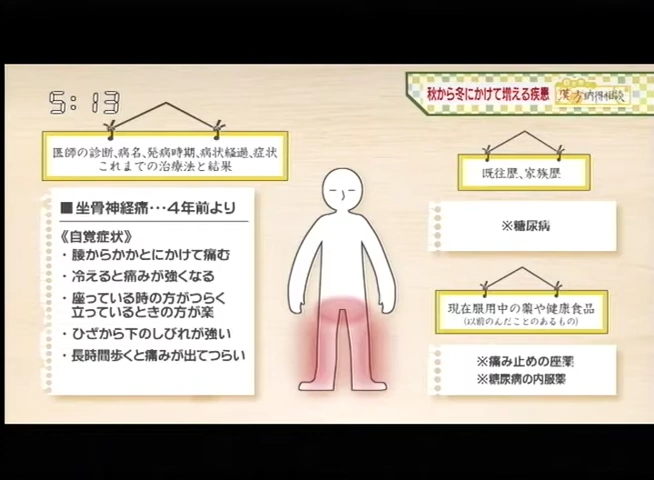 5:13
秋から冬にかけて増える疾患
漢方納得相談
医師の診断、病名、発病時期、病状経過、症状
これまでの治療法と結果
■坐骨神経痛…4年前より
《自覚症状》
・腰からかかとにかけて痛む
・冷えると痛みが強くなる
・座っている時の方がつらく
立っているときの方が楽
・ひざから下のしびれが強い
・長時間歩くと痛みが出てつらい
既往歴、家族歴
※糖尿病
現在服用中の薬や健康食品
(以前のんだことのあるもの)
※痛み止めの座薬
※糖尿病の内服薬